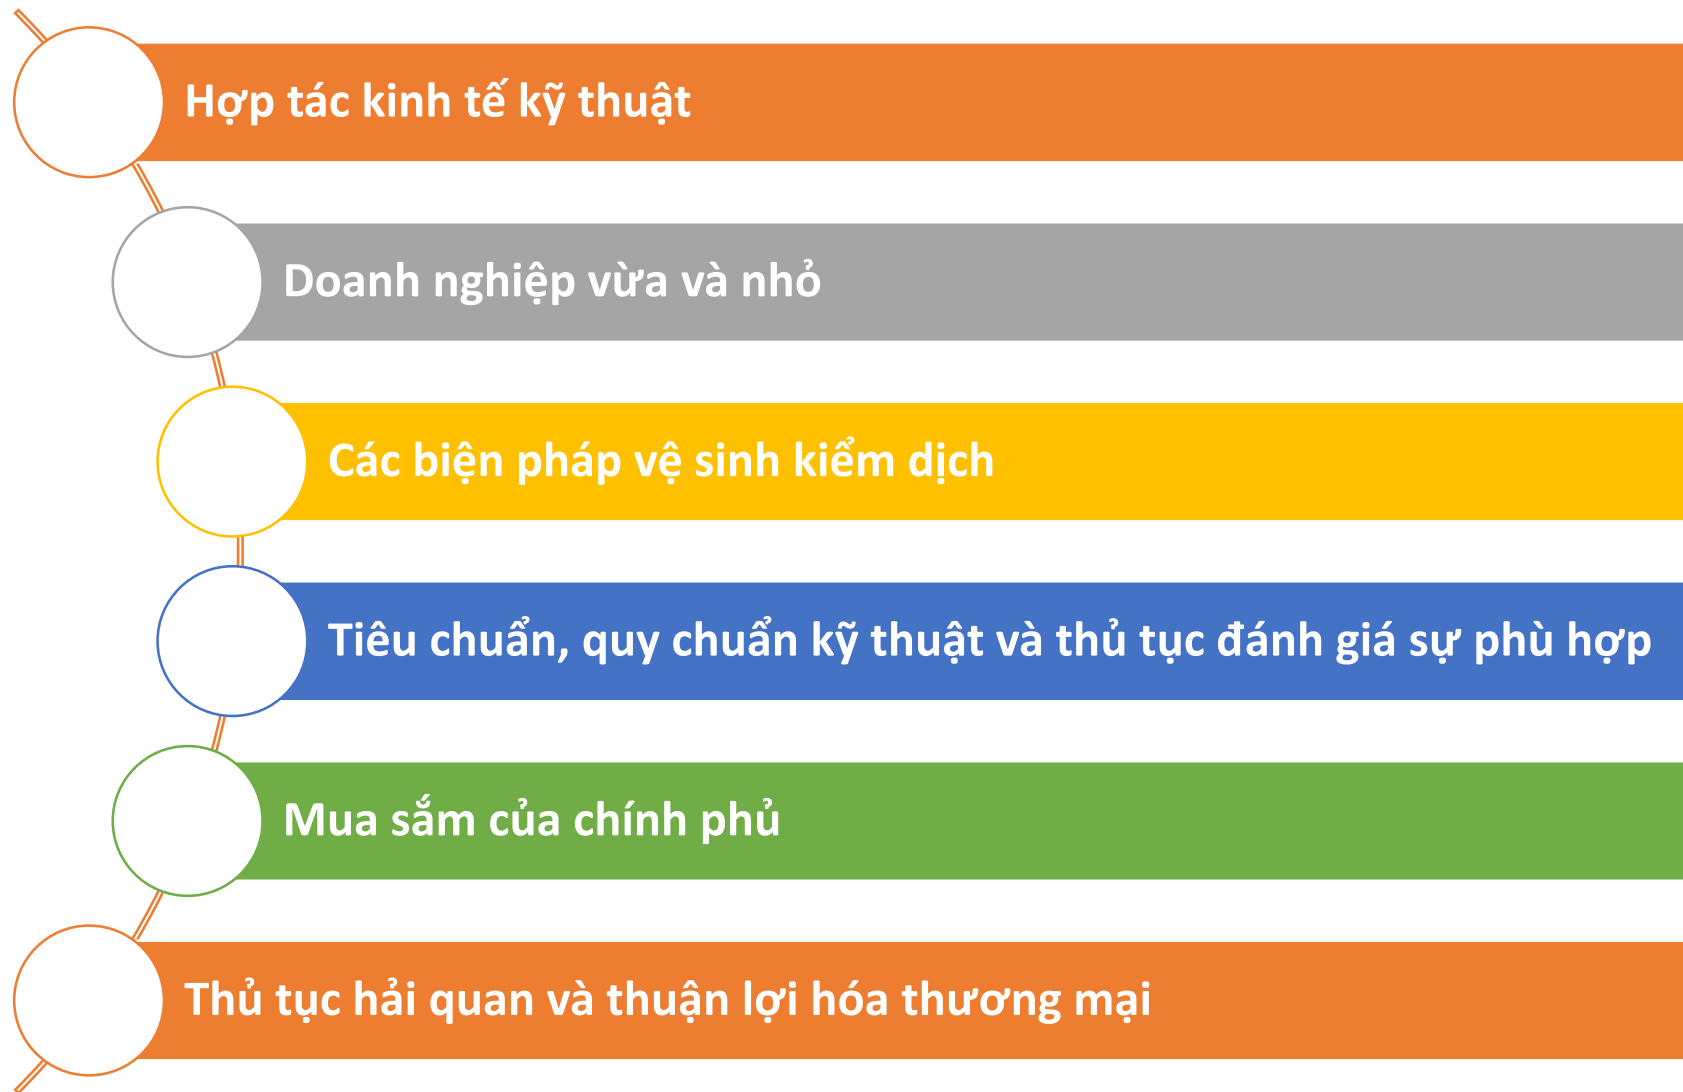 Hợp tác kinh tế kỹ thuật
Doanh nghiệp vừa và nhỏ
Các biện pháp vệ sinh kiểm dịch
Tiêu chuẩn, quy chuẩn kỹ thuật và thủ tục đánh giá sự phù hợp
Mua sắm của chính phủ
Thủ tục hải quan và thuận lợi hóa thương mại